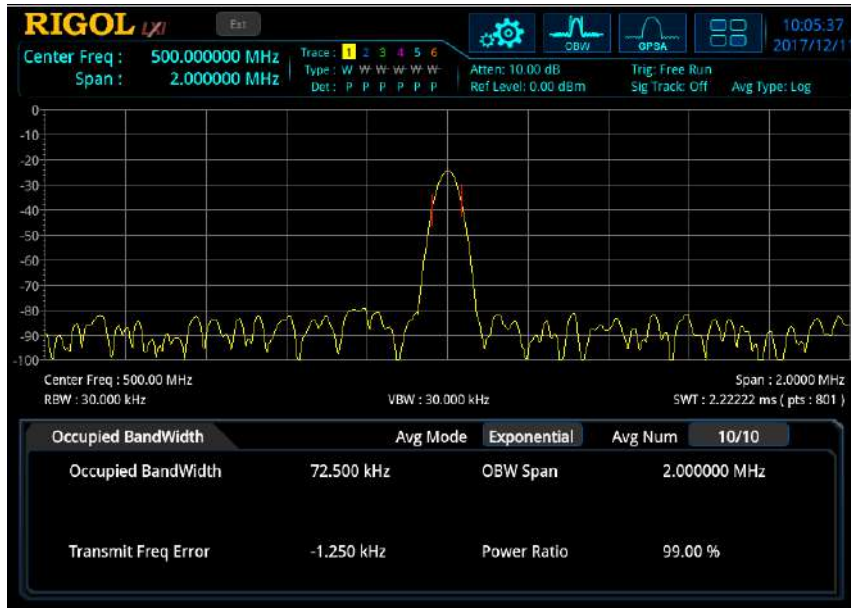 RIGOL LXI Ext 10:05:37
OBW GPSA 2017/12/1
Center Freq : 500.000000 MHz Trace : 1 2 3 4 5 6
Span : 2.000000 MHz Type : W W W W W W Atten: 10.00 dB Trig: Free Run
Det : P P P P P P Ref Level: 0.00 dBm Sig Track: Off Avg Type: Log
0
-10
-20
-30
-40
-50
-60
-70
-80
-90
-100
Center Freq : 500.00 MHz Span : 2.0000 MHz
RBW : 30.000 kHz VBW : 30.000 kHz SWT : 2.22222 ms ( pts : 801 )
Occupied BandWidth Avg Mode Exponential Avg Num 10/10
Occupied BandWidth 72.500 kHz OBW Span 2.000000 MHz
Transmit Freq Error -1.250 kHz Power Ratio 99.00 %